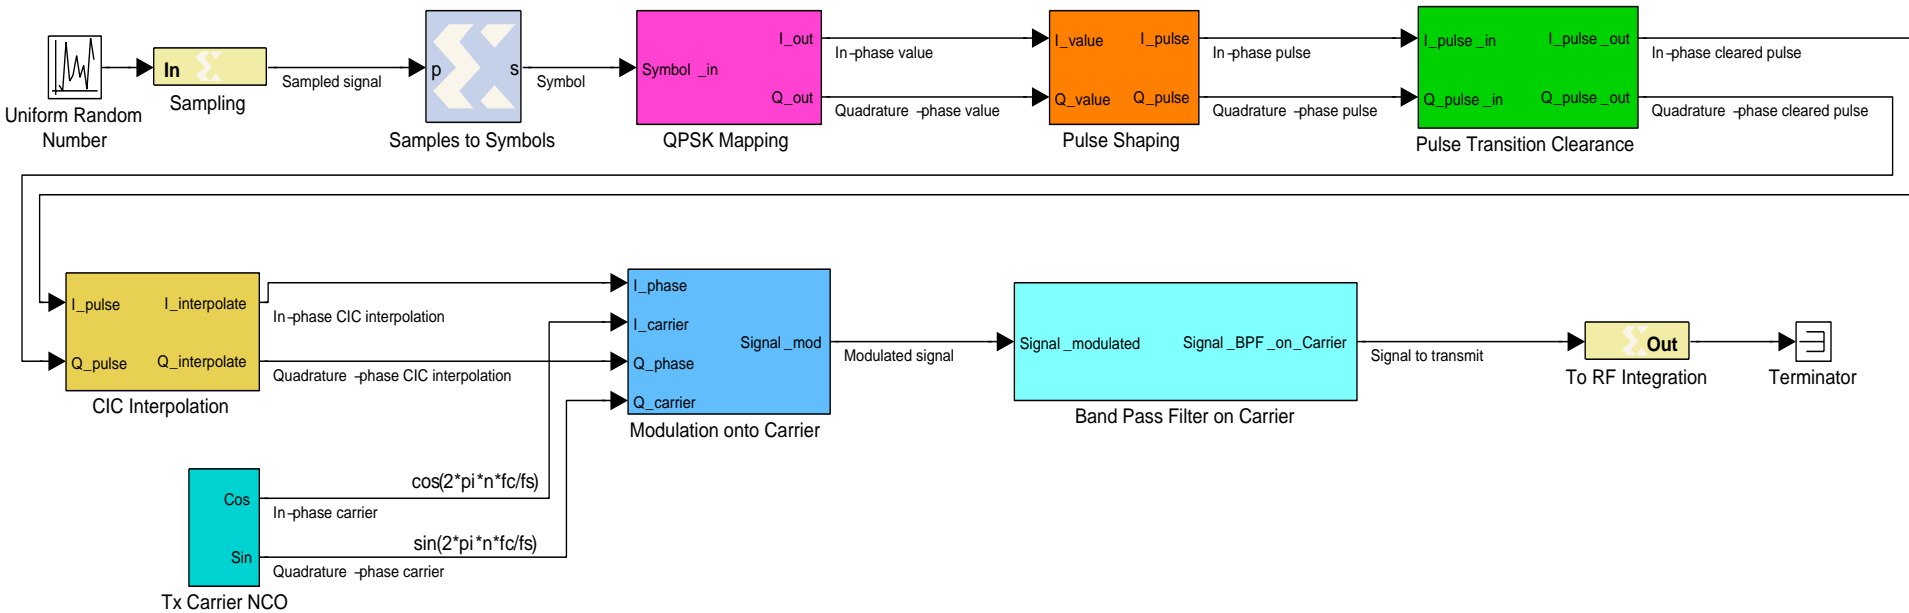 Uniform Random
Number
In
Sampling
Sampled signal
p
s
Samples to Symbols
Symbol
Symbol _in
I_out
Q_out
QPSK Mapping
In-phase value
Quadrature -phase value
I_value
I_pulse
Q_value
Q_pulse
Pulse Shaping
In-phase pulse
Quadrature -phase pulse
I_pulse _in
I_pulse _out
Q_pulse _in
Q_pulse _out
Pulse Transition Clearance
In-phase cleared pulse
Quadrature -phase cleared pulse
I_pulse
I_interpolate
Q_pulse
Q_interpolate
CIC Interpolation
In-phase CIC interpolation
Quadrature -phase CIC interpolation
I_phase
I_carrier
Q_phase
Q_carrier
Signal _mod
Modulation onto Carrier
Modulated signal
Signal _modulated
Signal _BPF _on_Carrier
Band Pass Filter on Carrier
Signal to transmit
Out
To RF Integration
Terminator
Cos
Sin
Tx Carrier NCO
cos(2*pi*n*fc/fs)
In-phase carrier
sin(2*pi*n*fc/fs)
Quadrature -phase carrier